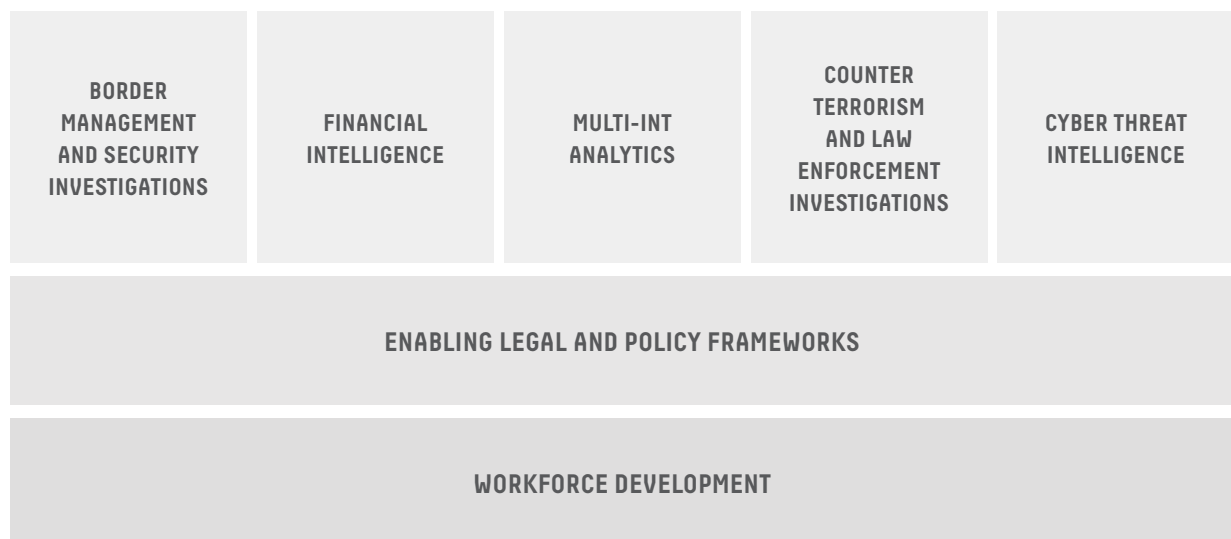 BORDER
MANAGEMENT
AND SECURITY
INVESTIGATIONS
FINANCIAL
INTELLIGENCE
MULTI-INT
ANALYTICS
COUNTER
TERRORISM
AND LAW
ENFORCEMENT
INVESTIGATIONS
CYBER THREAT
INTELLIGENCE
ENABLING LEGAL AND POLICY FRAMEWORKS
WORKFORCE DEVELOPMENT